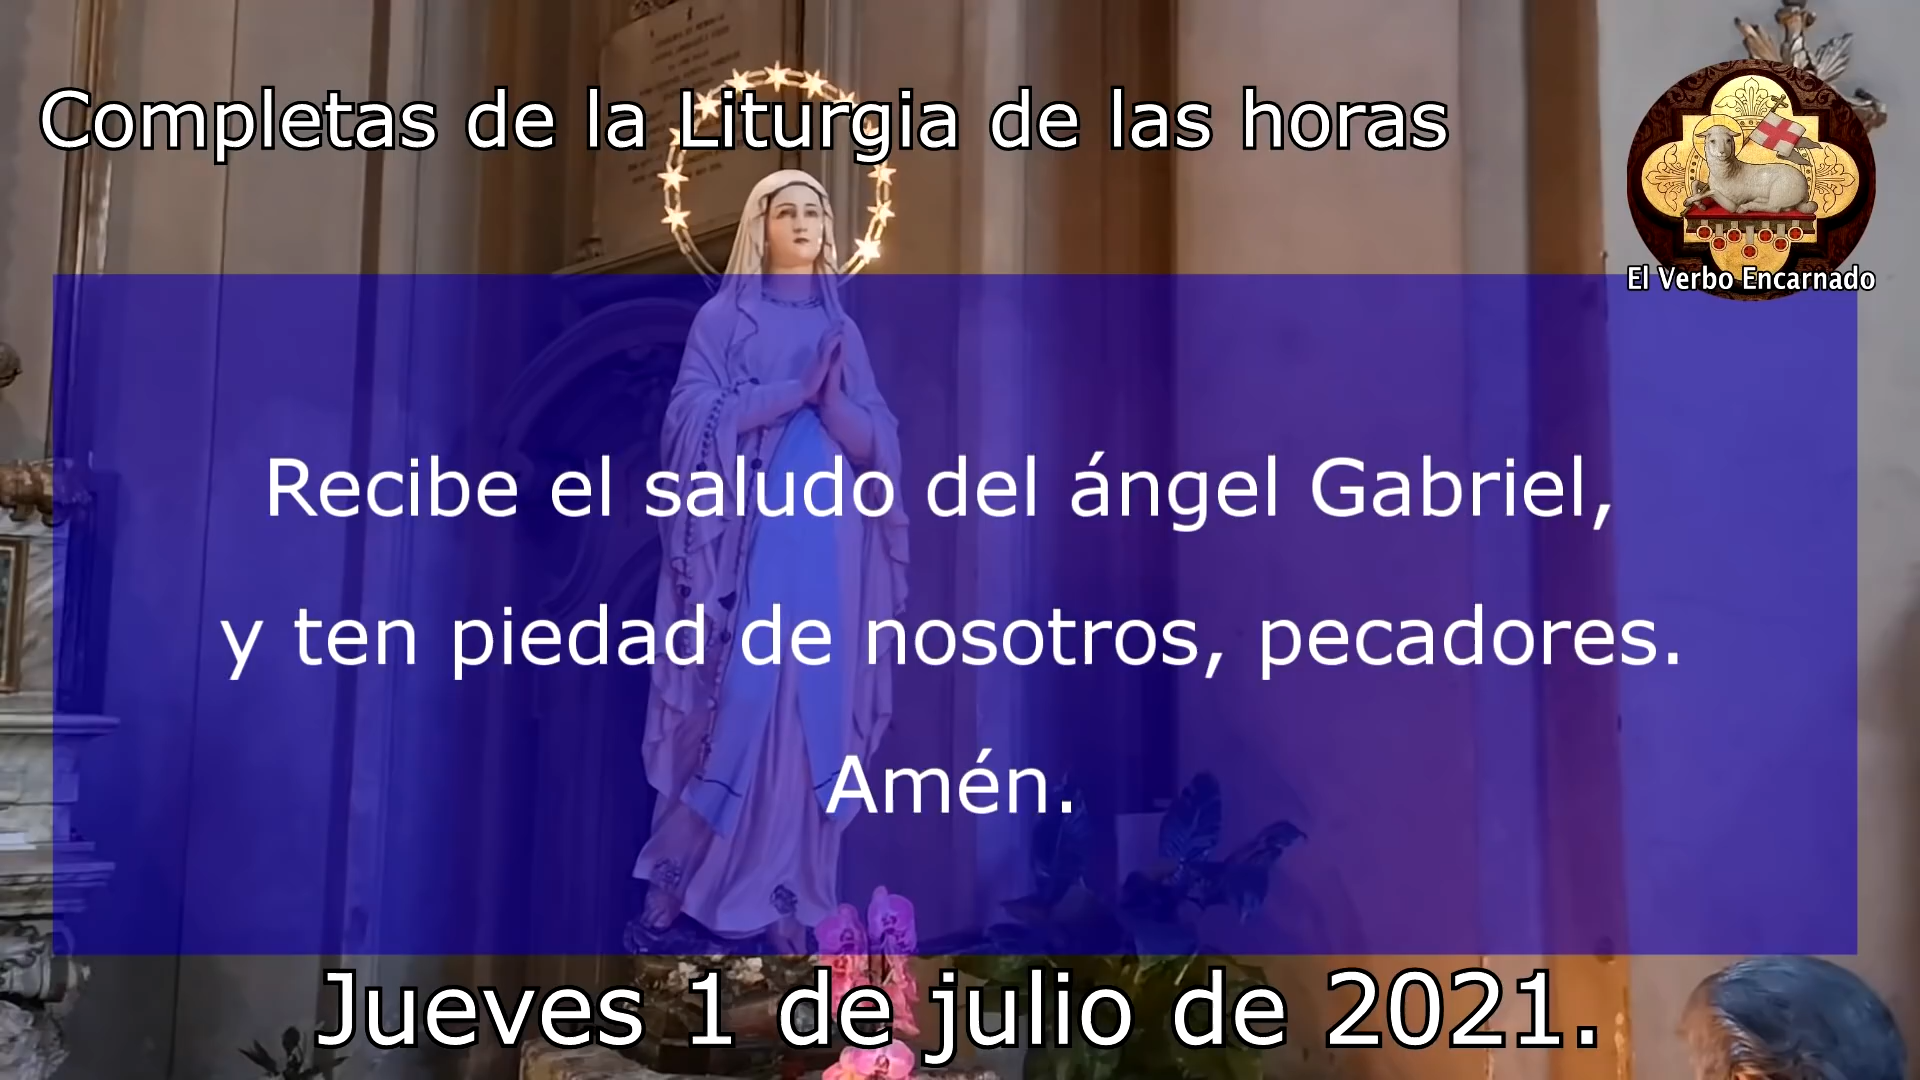 Completas de la Liturgia de las horas
El Verbo Encarnado
Recibe el saludo del ángel Gabriel,
y ten piedad de nosotros, pecadores.
Amén.
Jueves 1 de julio de 2021.